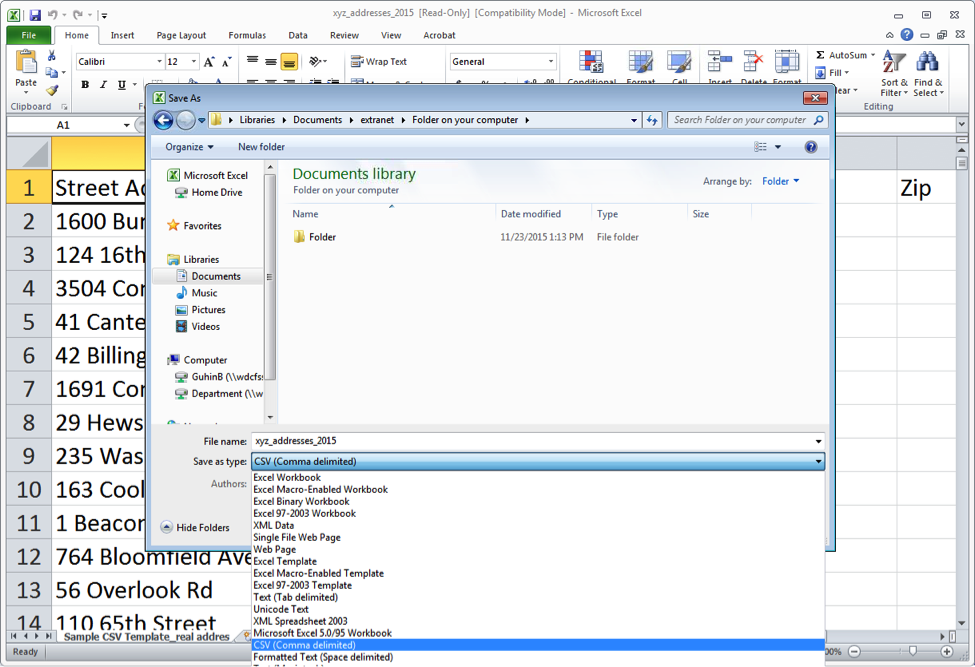 xyz_addresses_2015 [Read-Only] [Compatibility Mode] - Microsoft Excel
File Home Insert Page Layout Formulas Data Review View Acrobat
Paste
Calibri 12 A A
Wrap Text
General
B I U
Conditional Format Cell Insert Delete Format
Σ AutoSum
Fill
Sort & Filter
Find & Select
Clipboard
Editing
A1
Save As
Libraries Documents extranet Folder on your computer
Search Folder on your computer
Organize New folder
Microsoft Excel
Home Drive
Favorites
Libraries
Documents
Music
Pictures
Videos
Computer
GuhinB (\\wdcfs
Department (\\w
Documents library
Folder on your computer
Arrange by: Folder
Name Date modified Type Size
Folder 11/23/2015 1:13 PM File folder
File name: xyz_addresses_2015
Save as type: CSV (Comma delimited)
Authors:
Hide Folders
Excel Workbook
Excel Macro-Enabled Workbook
Excel Binary Workbook
Excel 97-2003 Workbook
XML Data
Single File Web Page
Web Page
Excel Template
Excel Macro-Enabled Template
Excel 97-2003 Template
Text (Tab delimited)
Unicode Text
XML Spreadsheet 2003
Microsoft Excel 5.0/95 Workbook
CSV (Comma delimited)
Formatted Text (Space delimited)
1 Street Ad Zip
2 1600 Bur
3 124 16th
4 3504 Cor
5 41 Cante
6 42 Billing
7 1691 Cor
8 29 Hews
9 235 Was
10 163 Cool
11 1 Beacor
12 764 Bloomfield Ave
13 56 Overlook Rd
14 110 65th Street
Sample CSV Template_real addres
Ready
00%